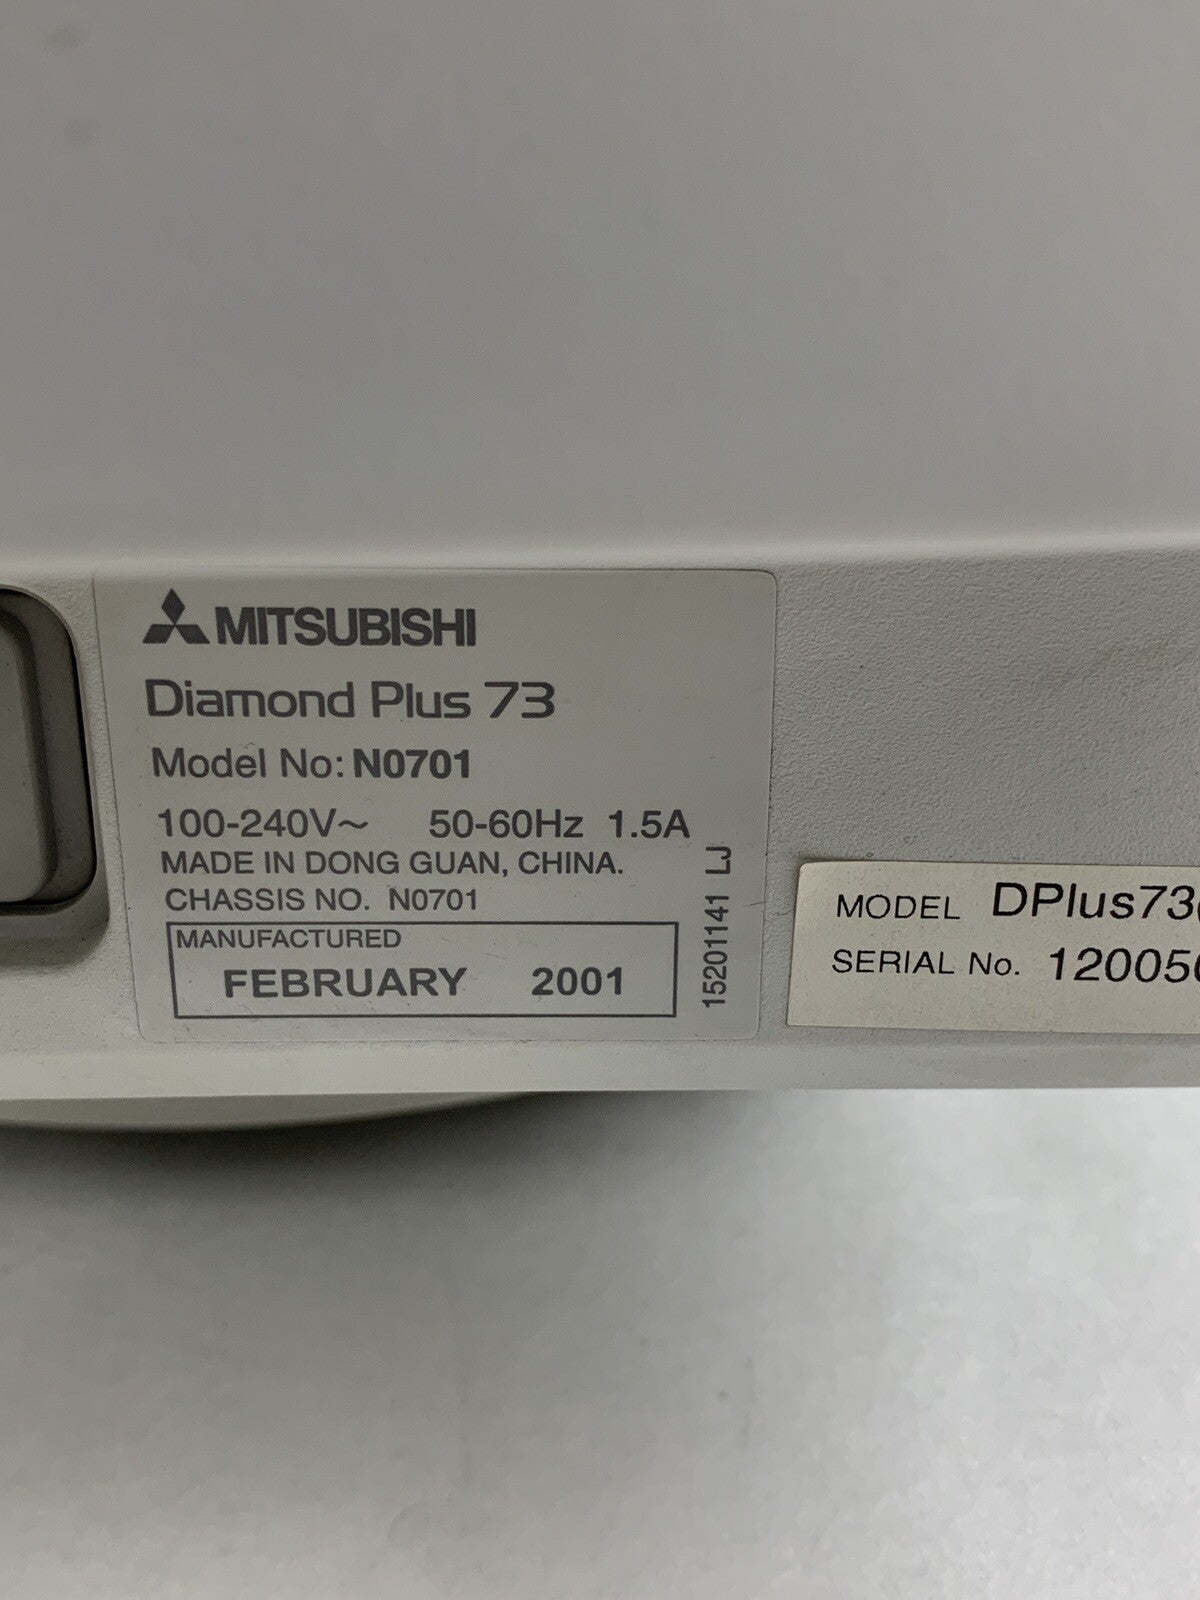 MITSUBISHI
Diamond Plus 73
Model No: N0701
100-240V~ 50-60Hz 1.5A
MADE IN DONG GUAN, CHINA.
CHASSIS NO. N0701
MANUFACTURED
FEBRUARY 2001
15201141 LJ
MODEL DPlus73
SERIAL No. 12005